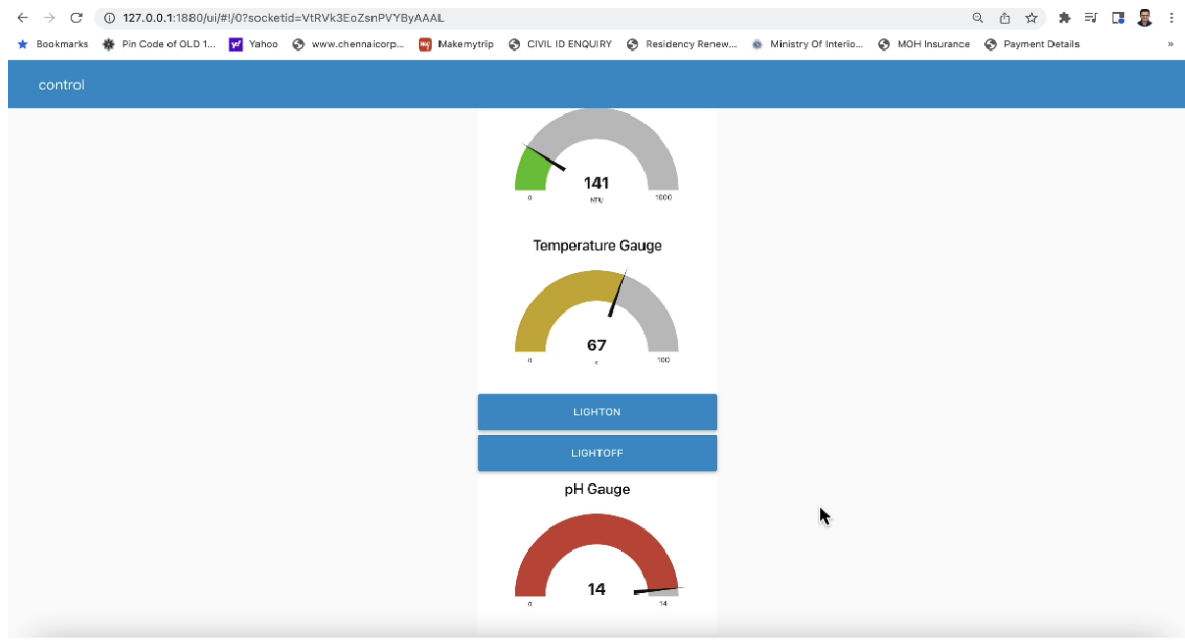 127.0.0.1:1880/ui/#!/0?socketid=VtRVk3EoZsnPVYByAAAL
Bookmarks Pin Code of OLD 1... Yahoo www.chennaicorp... Makemytrip CIVIL ID ENQUIRY Residency Renew... Ministry Of Interio... MOH Insurance Payment Details »
control
141
0 NTU 1000
Temperature Gauge
67
0 c 100
LIGHTON
LIGHTOFF
pH Gauge
14
0 14